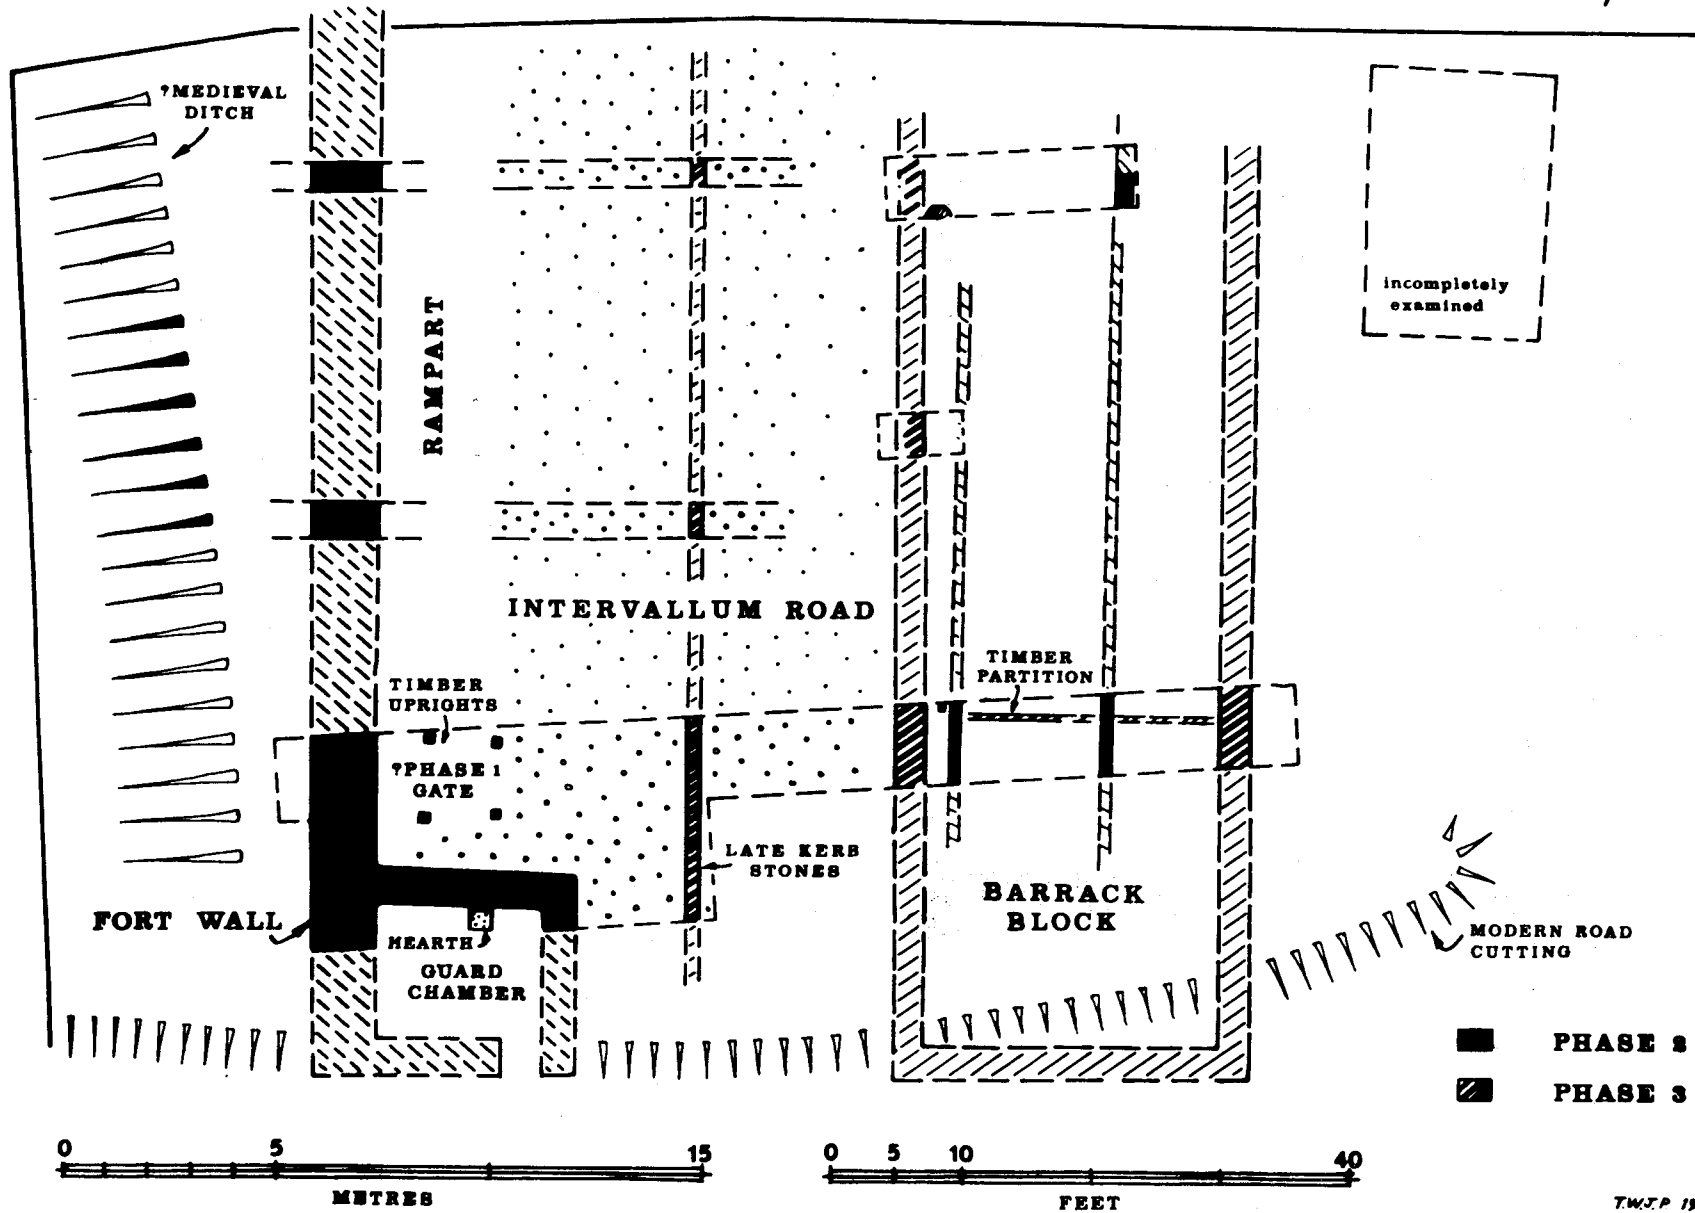 ?MEDIEVAL
DITCH
RAMPART
incompletely
examined
INTERVALLUM ROAD
TIMBER
UPRIGHTS
TIMBER
PARTITION
?PHASE 1
GATE
LATE KERB
STONES
FORT WALL
HEARTH
GUARD
CHAMBER
BARRACK
BLOCK
MODERN ROAD
CUTTING
PHASE 2
PHASE 3
0 5 15
METRES
0 5 10 40
FEET
T.W.J.P.